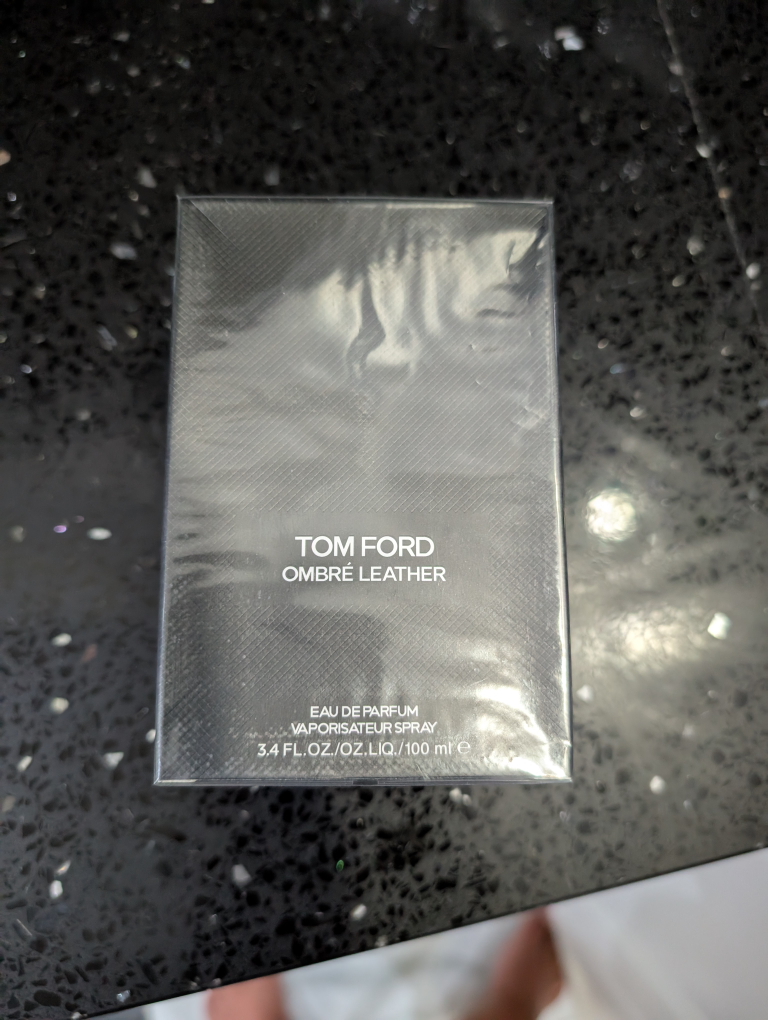 TOM FORD
OMBRÉ LEATHER
EAU DE PARFUM
VAPORISATEUR SPRAY
3.4 FL.OZ./OZ.LIQ./100 ml ℮